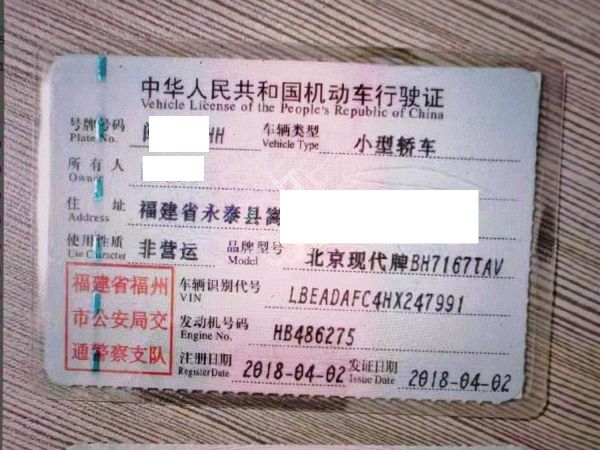 中华人民共和国机动车行驶证
Vehicle License of the People's Republic of China
号牌号码 HH 车辆类型 小型轿车
Plate No. Vehicle Type
所有人
Owner
住址 福建省永泰县
Address
使用性质 非营运 品牌型号 北京现代牌BH7167TAV
Use Character Model
福建省福州
市公安局交
通警察支队
车辆识别代号 LBEADAFC4HX247991
VIN
发动机号码 HB486275
Engine No.
注册日期 2018-04-02 发证日期 2018-04-02
Register Date Issue Date